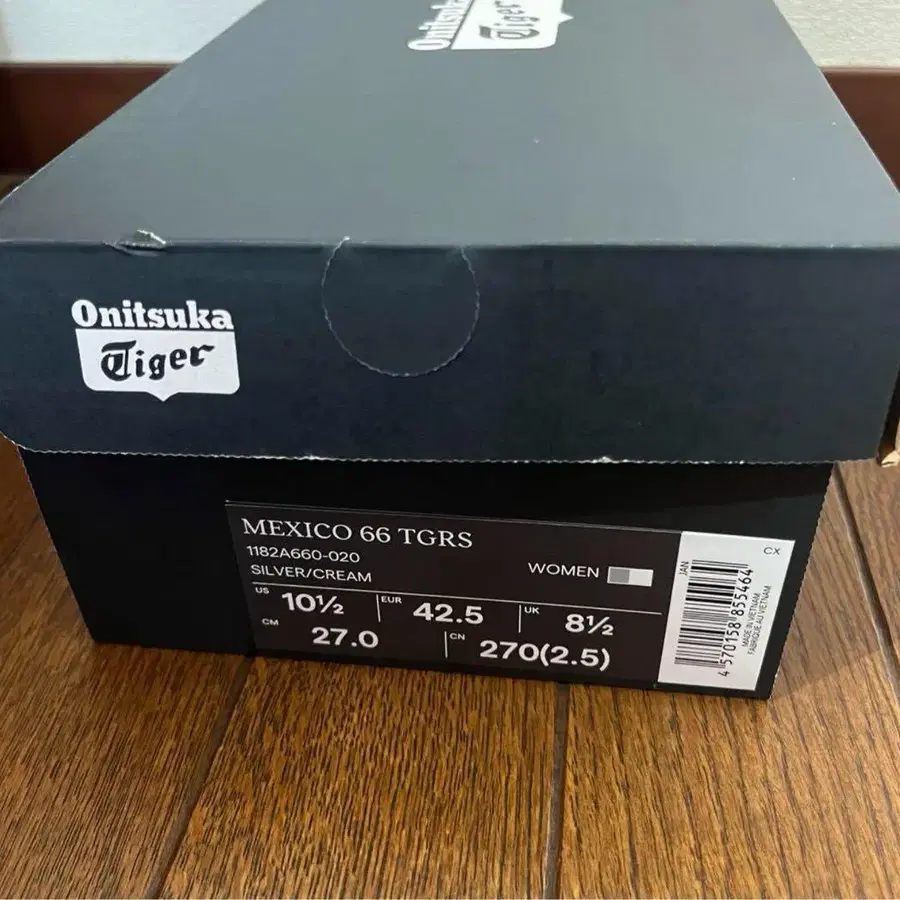 Onitsuka
Tiger
Onitsuka
Tiger
MEXICO 66 TGRS
1182A660-020
SILVER/CREAM
WOMEN
US 10½ EUR 42.5 UK 8½
CM 27.0 CN 270(2.5)
JAN
4 570158 855464
MADE IN VIETNAM
FABRIQUE AU VIETNAM
CX